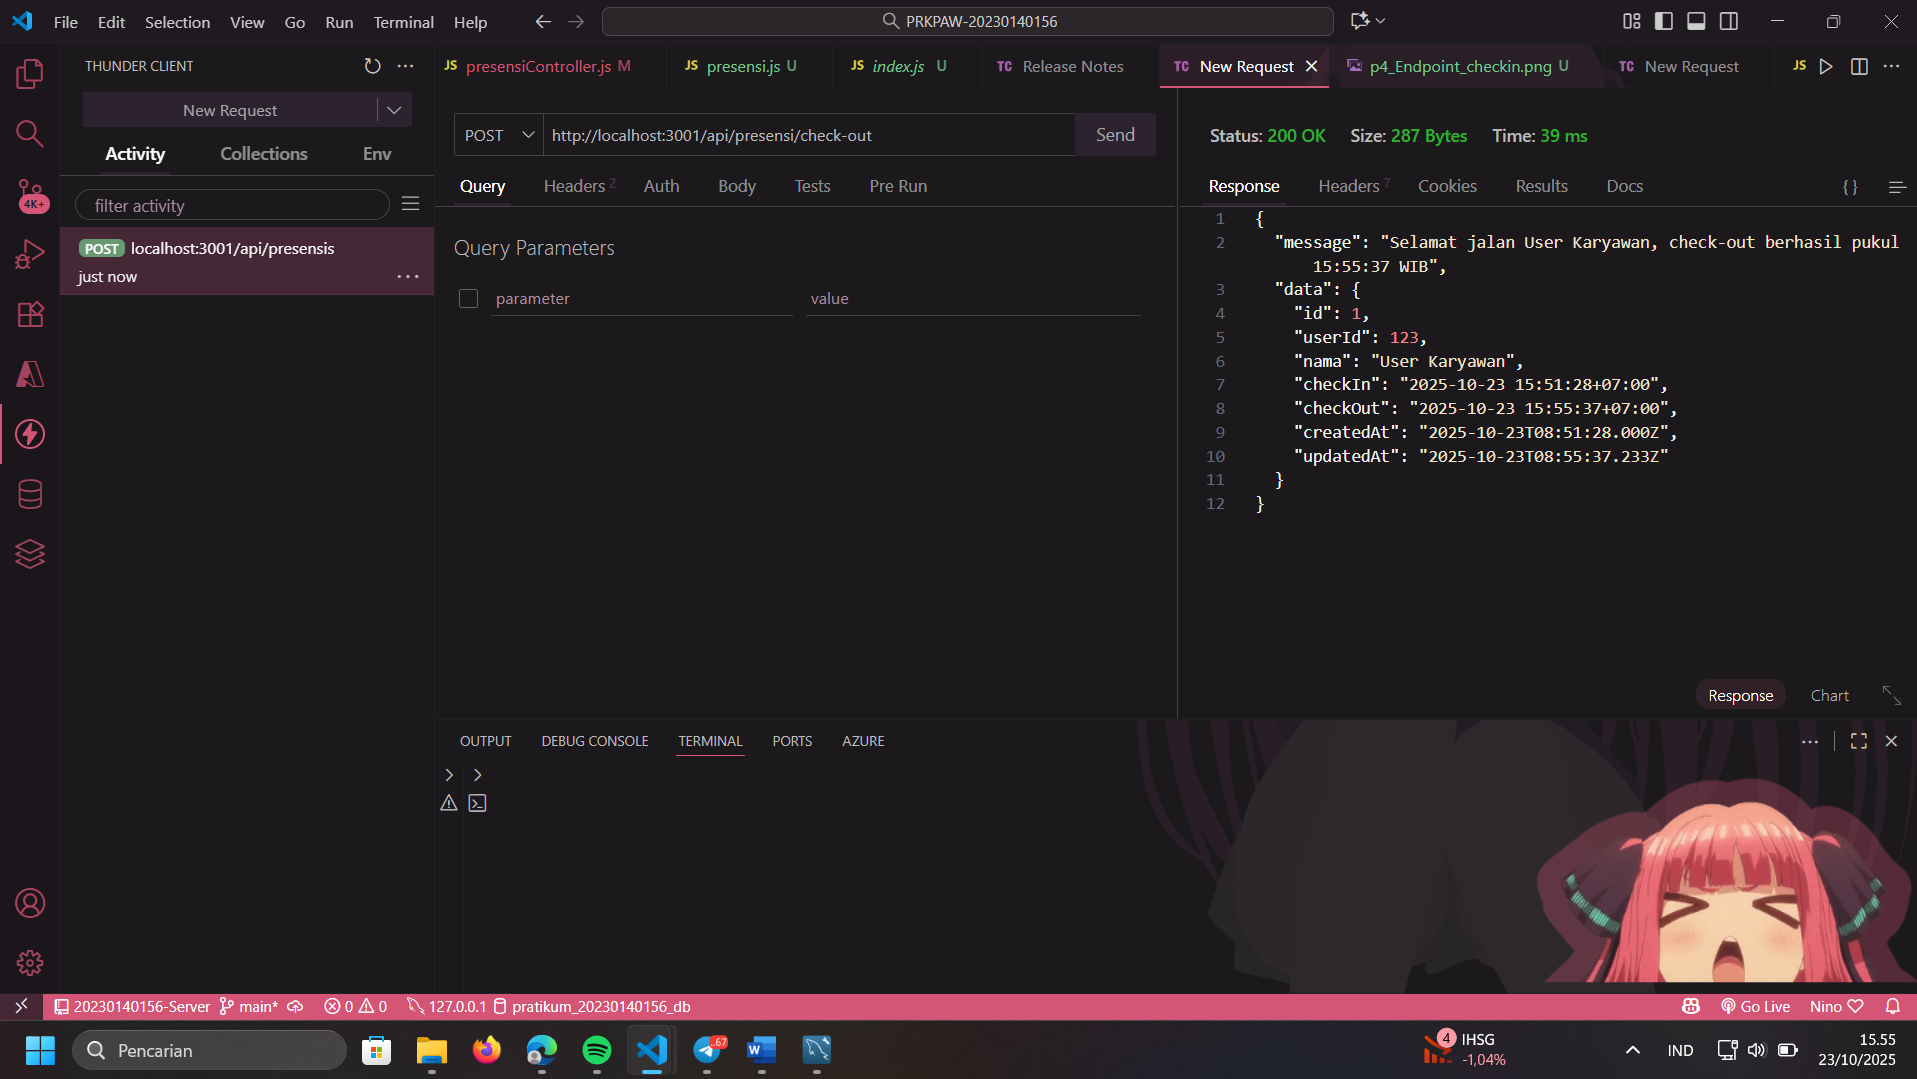 File Edit Selection View Go Run Terminal Help
PRKPAW-20230140156
THUNDER CLIENT
New Request
Activity Collections Env
filter activity
POST localhost:3001/api/presensis
just now
4K+
JS presensiController.js M
JS presensi.js U
JS index.js U
TC Release Notes
TC New Request
p4_Endpoint_checkin.png U
TC New Request
JS
POST http://localhost:3001/api/presensi/check-out Send
Query Headers 2 Auth Body Tests Pre Run
Query Parameters
parameter value
Status: 200 OK Size: 287 Bytes Time: 39 ms
Response Headers 7 Cookies Results Docs {}
1 {
2 "message": "Selamat jalan User Karyawan, check-out berhasil pukul
15:55:37 WIB",
3 "data": {
4 "id": 1,
5 "userId": 123,
6 "nama": "User Karyawan",
7 "checkIn": "2025-10-23 15:51:28+07:00",
8 "checkOut": "2025-10-23 15:55:37+07:00",
9 "createdAt": "2025-10-23T08:51:28.000Z",
10 "updatedAt": "2025-10-23T08:55:37.233Z"
11 }
12 }
Response Chart
OUTPUT DEBUG CONSOLE TERMINAL PORTS AZURE
20230140156-Server main* 0 0 127.0.0.1 pratikum_20230140156_db Go Live Nino
Pencarian
.67
W
4 IHSG
-1,04%
IND
15.55
23/10/2025